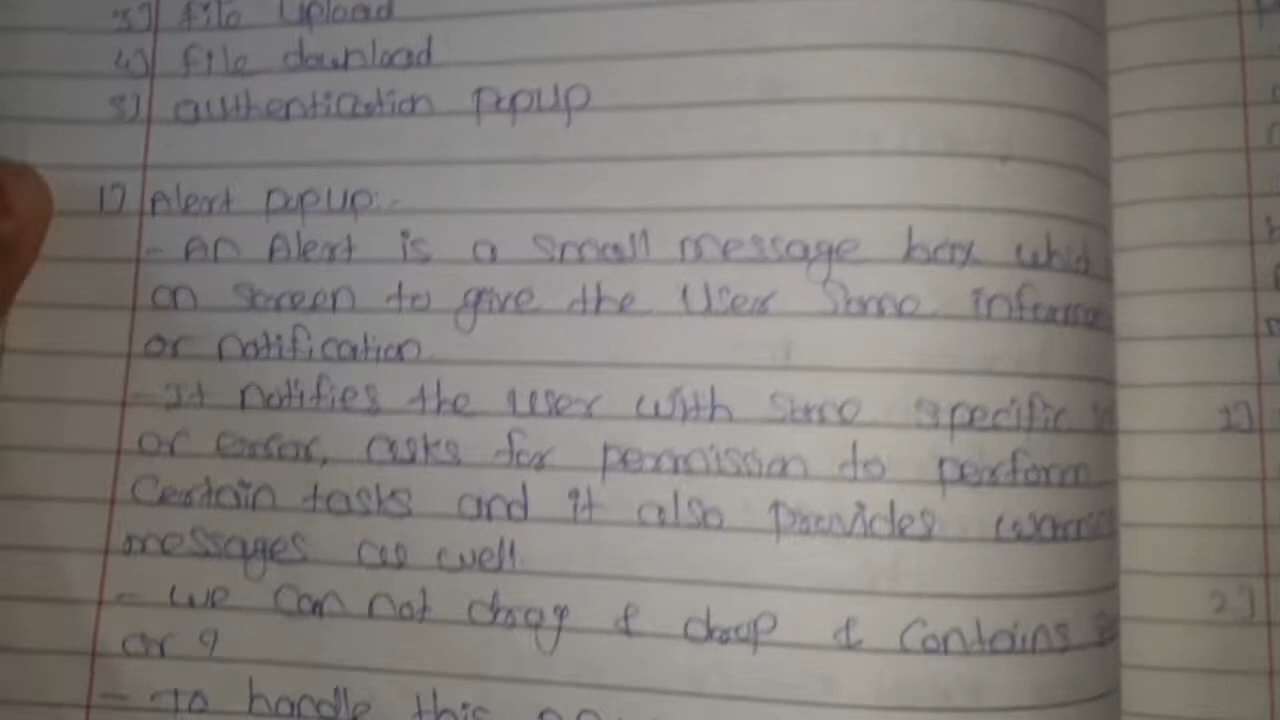 3) file upload
4) file download
5) authentication popup
1) Alert popup:-
- An Alert is a small message box which
on screen to give the user some
or notification
- It notifies the user with some specific
or error, asks for permission to perform
certain tasks and it also provides
messages as well.
- we can not drag & drop & contains
or ?
- To handle this
1)
2)